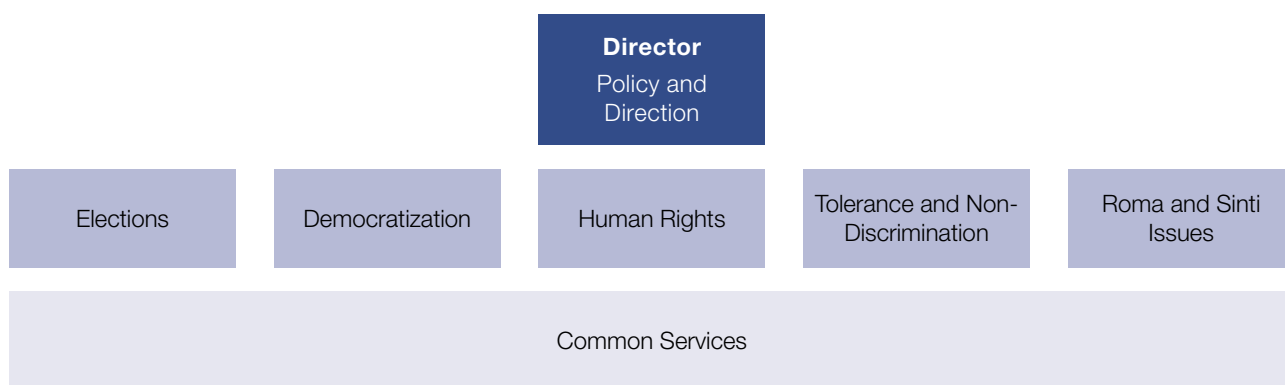 Director
Policy and
Direction
Elections
Democratization
Human Rights
Tolerance and Non-
Discrimination
Roma and Sinti
Issues
Common Services